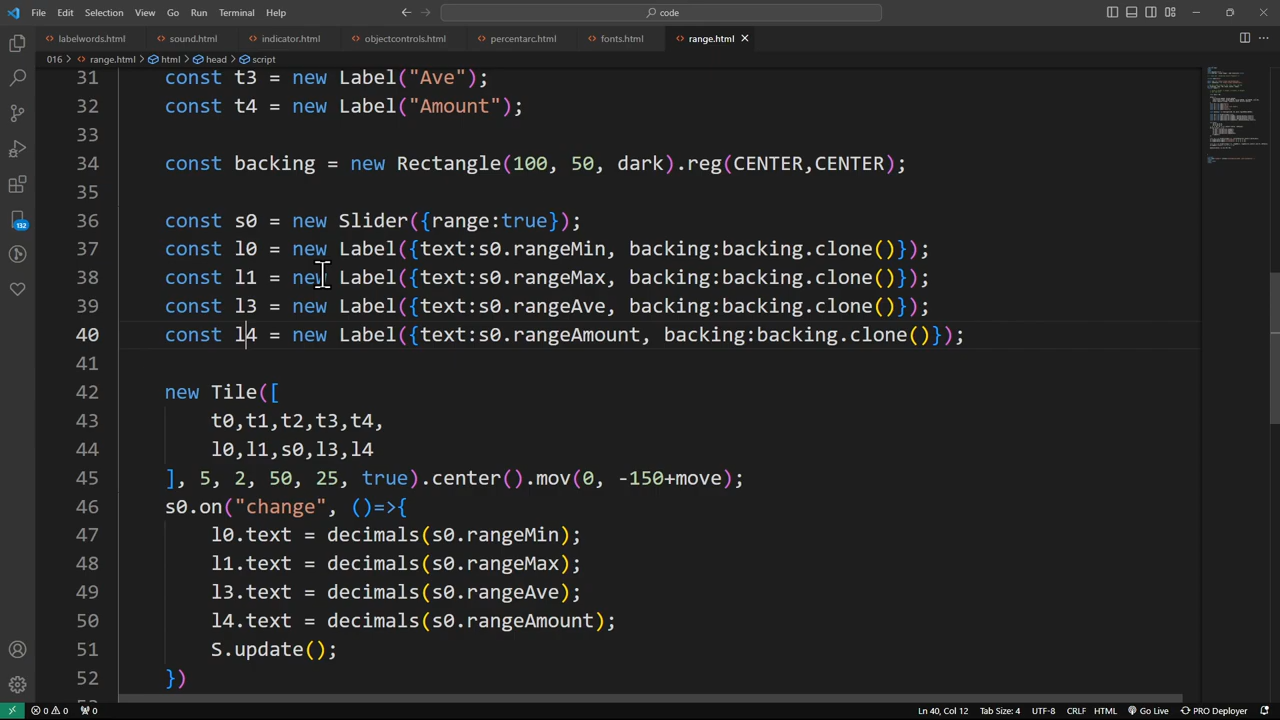 File Edit Selection View Go Run Terminal Help
code
labelwords.html sound.html indicator.html objectcontrols.html percentarc.html fonts.html range.html
016 > range.html > html > head > script
31 const t3 = new Label("Ave");
32 const t4 = new Label("Amount");
33
34 const backing = new Rectangle(100, 50, dark).reg(CENTER,CENTER);
35
36 const s0 = new Slider({range:true});
37 const l0 = new Label({text:s0.rangeMin, backing:backing.clone()});
38 const l1 = new Label({text:s0.rangeMax, backing:backing.clone()});
39 const l3 = new Label({text:s0.rangeAve, backing:backing.clone()});
40 const l4 = new Label({text:s0.rangeAmount, backing:backing.clone()});
41
42 new Tile([
43 t0,t1,t2,t3,t4,
44 l0,l1,s0,l3,l4
45 ], 5, 2, 50, 25, true).center().mov(0, -150+move);
46 s0.on("change", ()=>{
47 l0.text = decimals(s0.rangeMin);
48 l1.text = decimals(s0.rangeMax);
49 l3.text = decimals(s0.rangeAve);
50 l4.text = decimals(s0.rangeAmount);
51 S.update();
52 })
132
0 0 0 Ln 40, Col 12 Tab Size: 4 UTF-8 CRLF HTML Go Live PRO Deployer